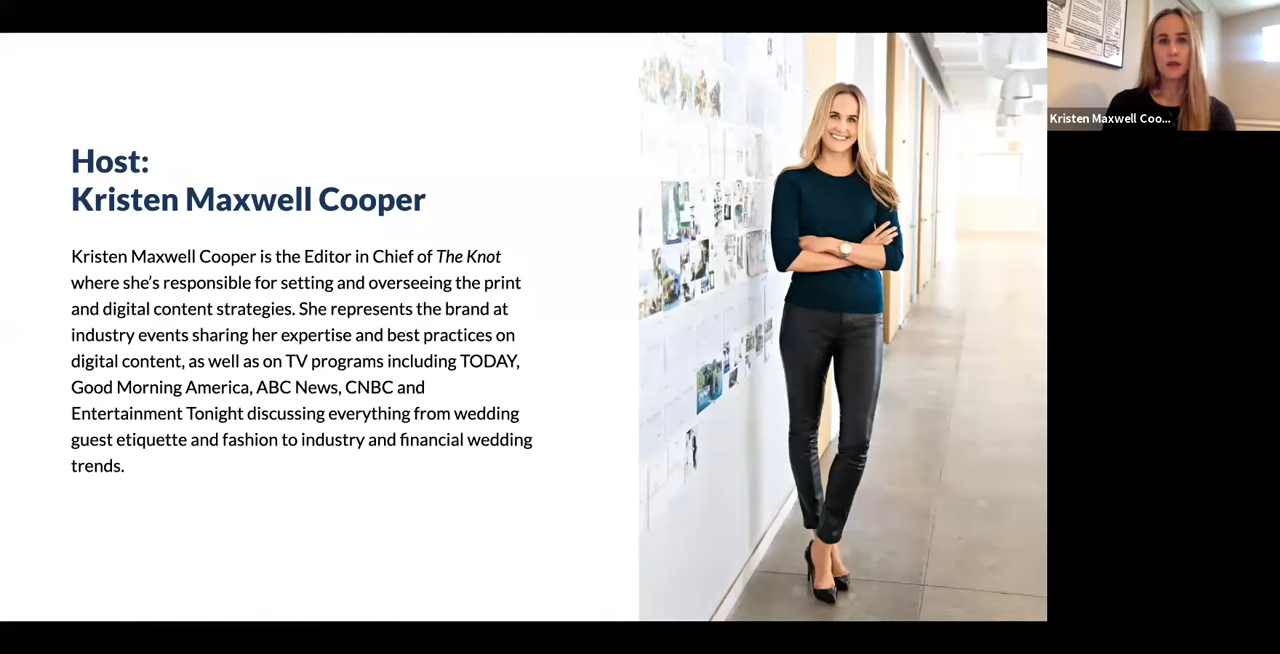 Host:
Kristen Maxwell Cooper
Kristen Maxwell Cooper is the Editor in Chief of The Knot
where she's responsible for setting and overseeing the print
and digital content strategies. She represents the brand at
industry events sharing her expertise and best practices on
digital content, as well as on TV programs including TODAY,
Good Morning America, ABC News, CNBC and
Entertainment Tonight discussing everything from wedding
guest etiquette and fashion to industry and financial wedding
trends.
Kristen Maxwell Coo...